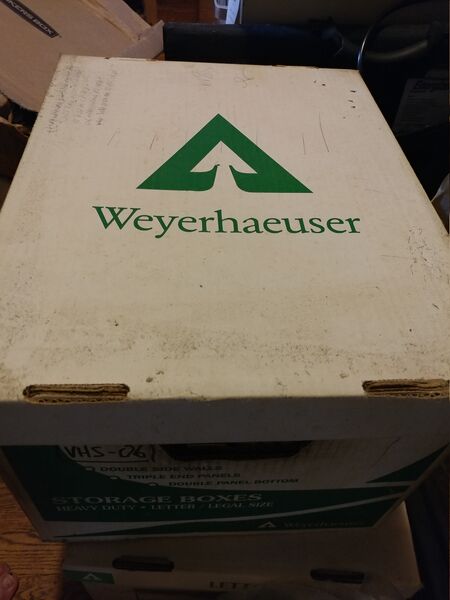 Weyerhaeuser
VHS-06
DOUBLE SIDE WALLS
TRIPLE END PANELS
DOUBLE PANEL BOTTOM
STORAGE BOXES
HEAVY DUTY • LETTER / LEGAL SIZE
Weyerhaeuser
LETT